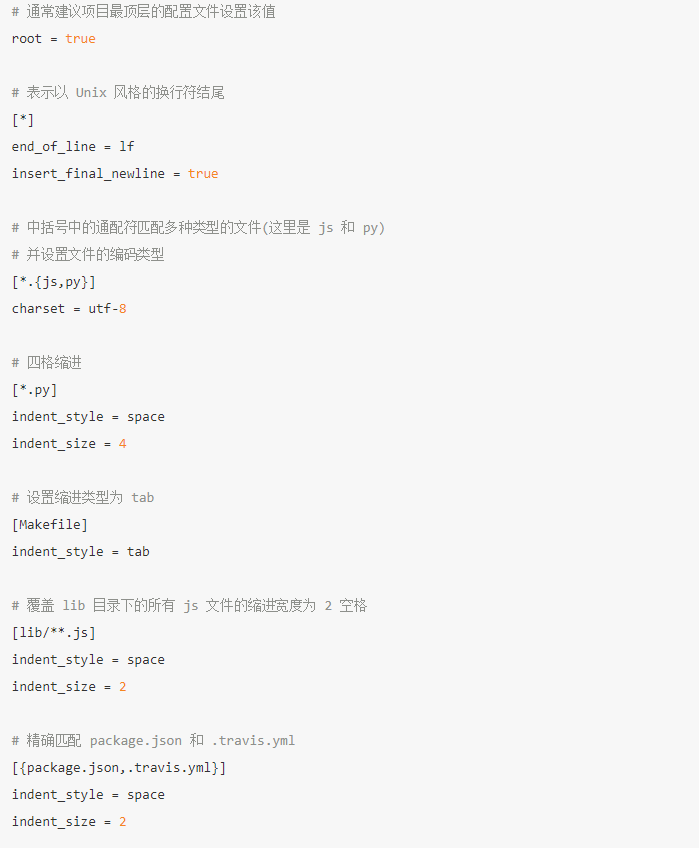 # 通常建议项目最顶层的配置文件设置该值
root = true
# 表示以 Unix 风格的换行符结尾
[*]
end_of_line = lf
insert_final_newline = true
# 中括号中的通配符匹配多种类型的文件(这里是 js 和 py)
# 并设置文件的编码类型
[*.{js,py}]
charset = utf-8
# 四格缩进
[*.py]
indent_style = space
indent_size = 4
# 设置缩进类型为 tab
[Makefile]
indent_style = tab
# 覆盖 lib 目录下的所有 js 文件的缩进宽度为 2 空格
[lib/**.js]
indent_style = space
indent_size = 2
# 精确匹配 package.json 和 .travis.yml
[{package.json,.travis.yml}]
indent_style = space
indent_size = 2